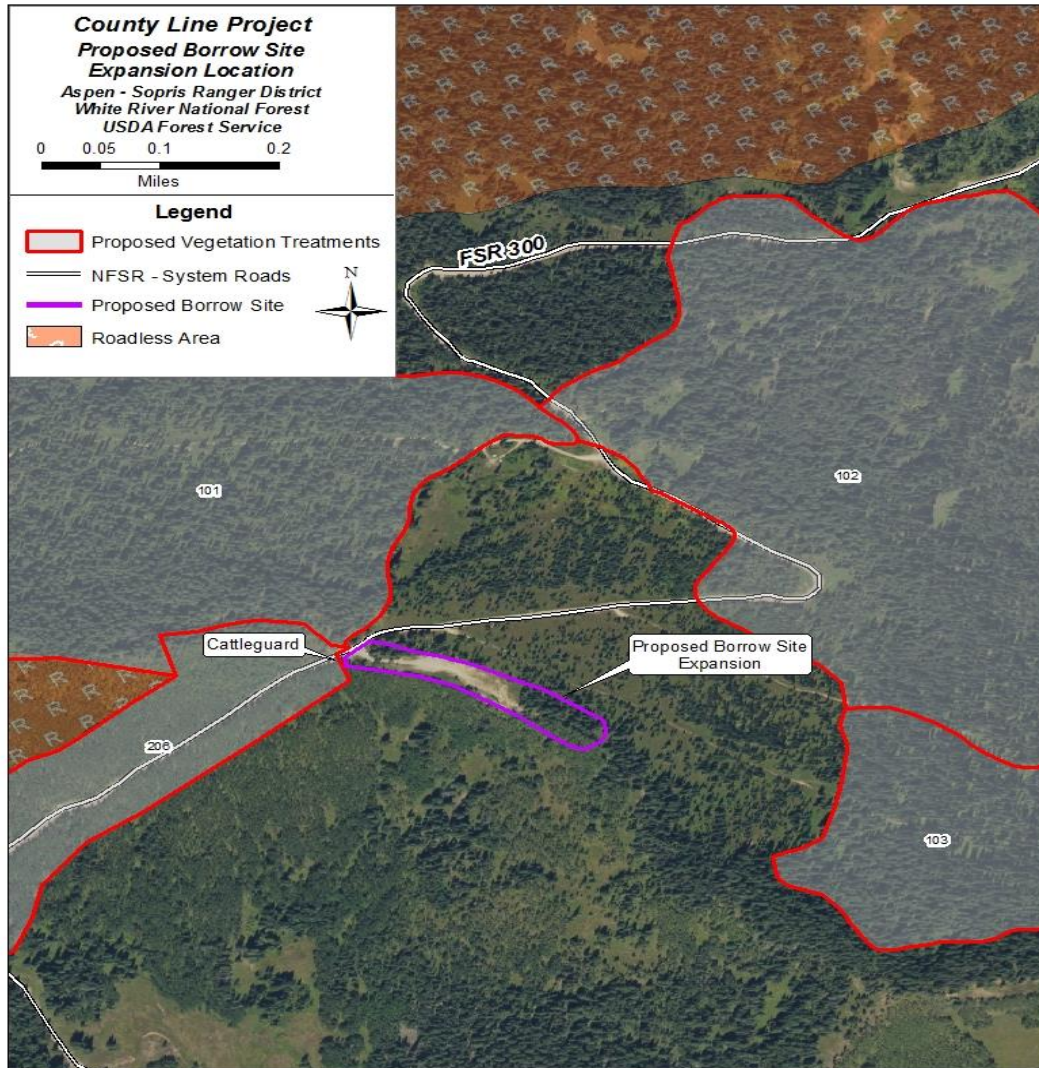 County Line Project
Proposed Borrow Site
Expansion Location
Aspen - Sopris Ranger District
White River National Forest
USDA Forest Service
0 0.05 0.1 0.2
Miles
Legend
Proposed Vegetation Treatments
NFSR - System Roads
Proposed Borrow Site
Roadless Area
N
FSR 300
101
102
Cattleguard
Proposed Borrow Site
Expansion
206
103